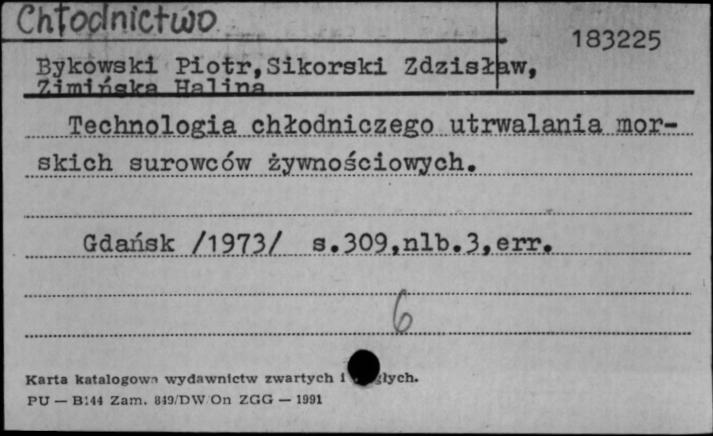 Chłodnictwo
183225
Bykowski Piotr,Sikorski Zdzisław,
Zimińska Halina
Technologia chłodniczego utrwalania mor-
skich surowców żywnościowych.
Gdańsk /1973/ s.309,nlb.3,err.
6
Karta katalogowa wydawnictw zwartych i
PU — B144 Zam. 849/DW/On ZGG — 1991